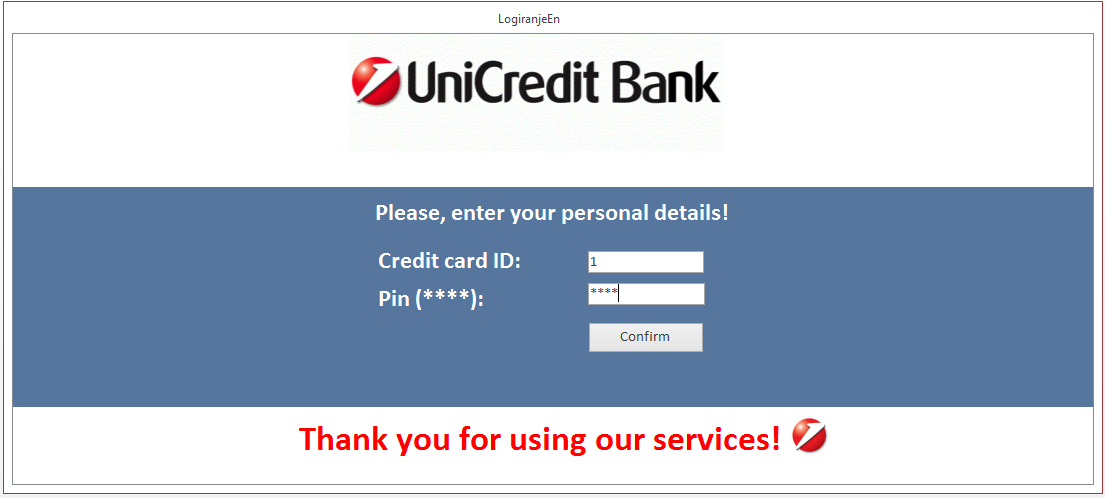 LogiranjeEn
UniCredit Bank
Please, enter your personal details!
Credit card ID: 1
Pin (****): ****
Confirm
Thank you for using our services!